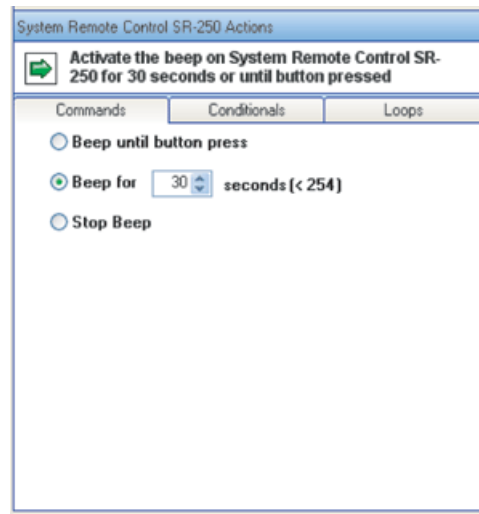 System Remote Control SR-250 Actions
Activate the beep on System Remote Control SR-
250 for 30 seconds or until button pressed
Commands Conditionals Loops
Beep until button press
Beep for 30 seconds (< 254)
Stop Beep